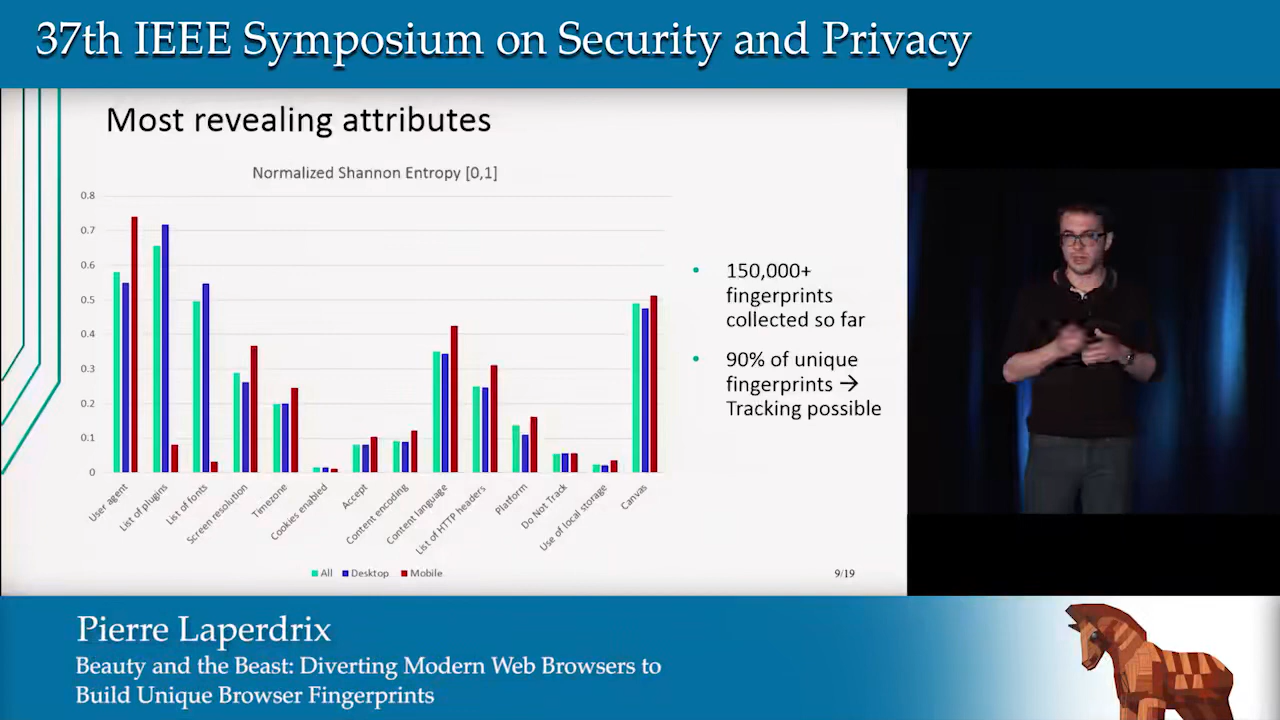 37th IEEE Symposium on Security and Privacy
Most revealing attributes
Normalized Shannon Entropy [0,1]
0.8
0.7
0.6
0.5
0.4
0.3
0.2
0.1
0
User agent
List of plugins
List of fonts
Screen resolution
Timezone
Cookies enabled
Accept
Content encoding
Content language
List of HTTP headers
Platform
Do Not Track
Use of local storage
Canvas
All
Desktop
Mobile
• 150,000+
fingerprints
collected so far
• 90% of unique
fingerprints →
Tracking possible
9/19
Pierre Laperdrix
Beauty and the Beast: Diverting Modern Web Browsers to
Build Unique Browser Fingerprints